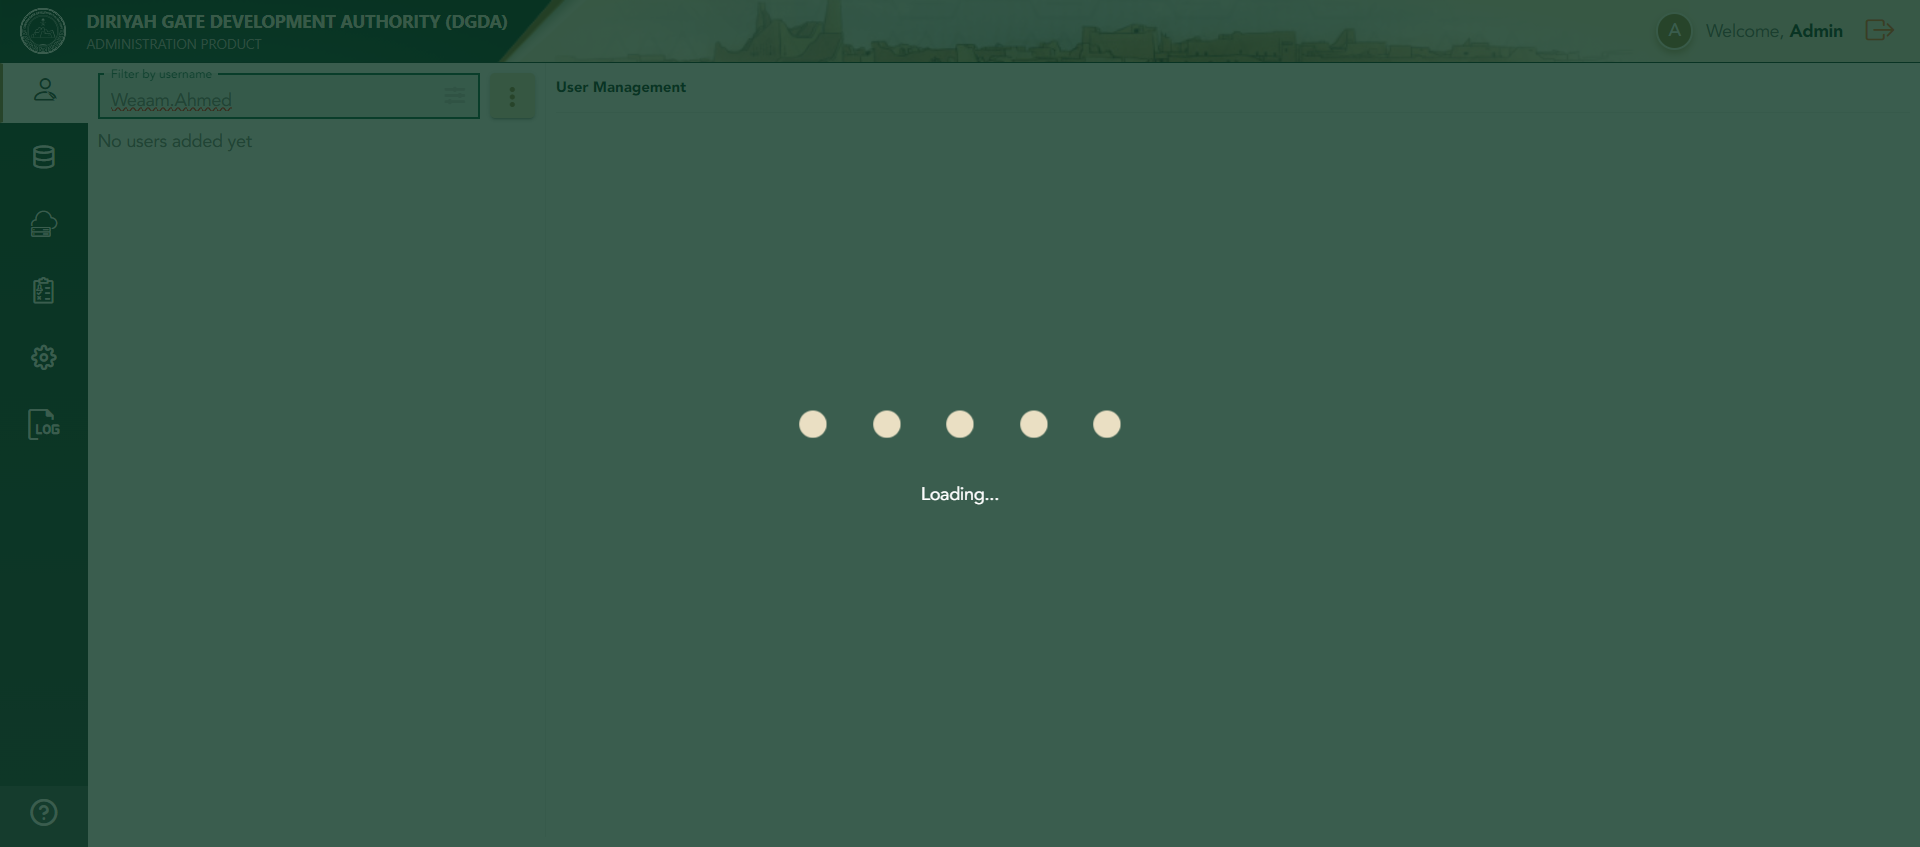 DIRIYAH GATE DEVELOPMENT AUTHORITY (DGDA)
ADMINISTRATION PRODUCT
A
Welcome, Admin
Filter by username
Weaam.Ahmed
User Management
No users added yet
LOG
Loading...